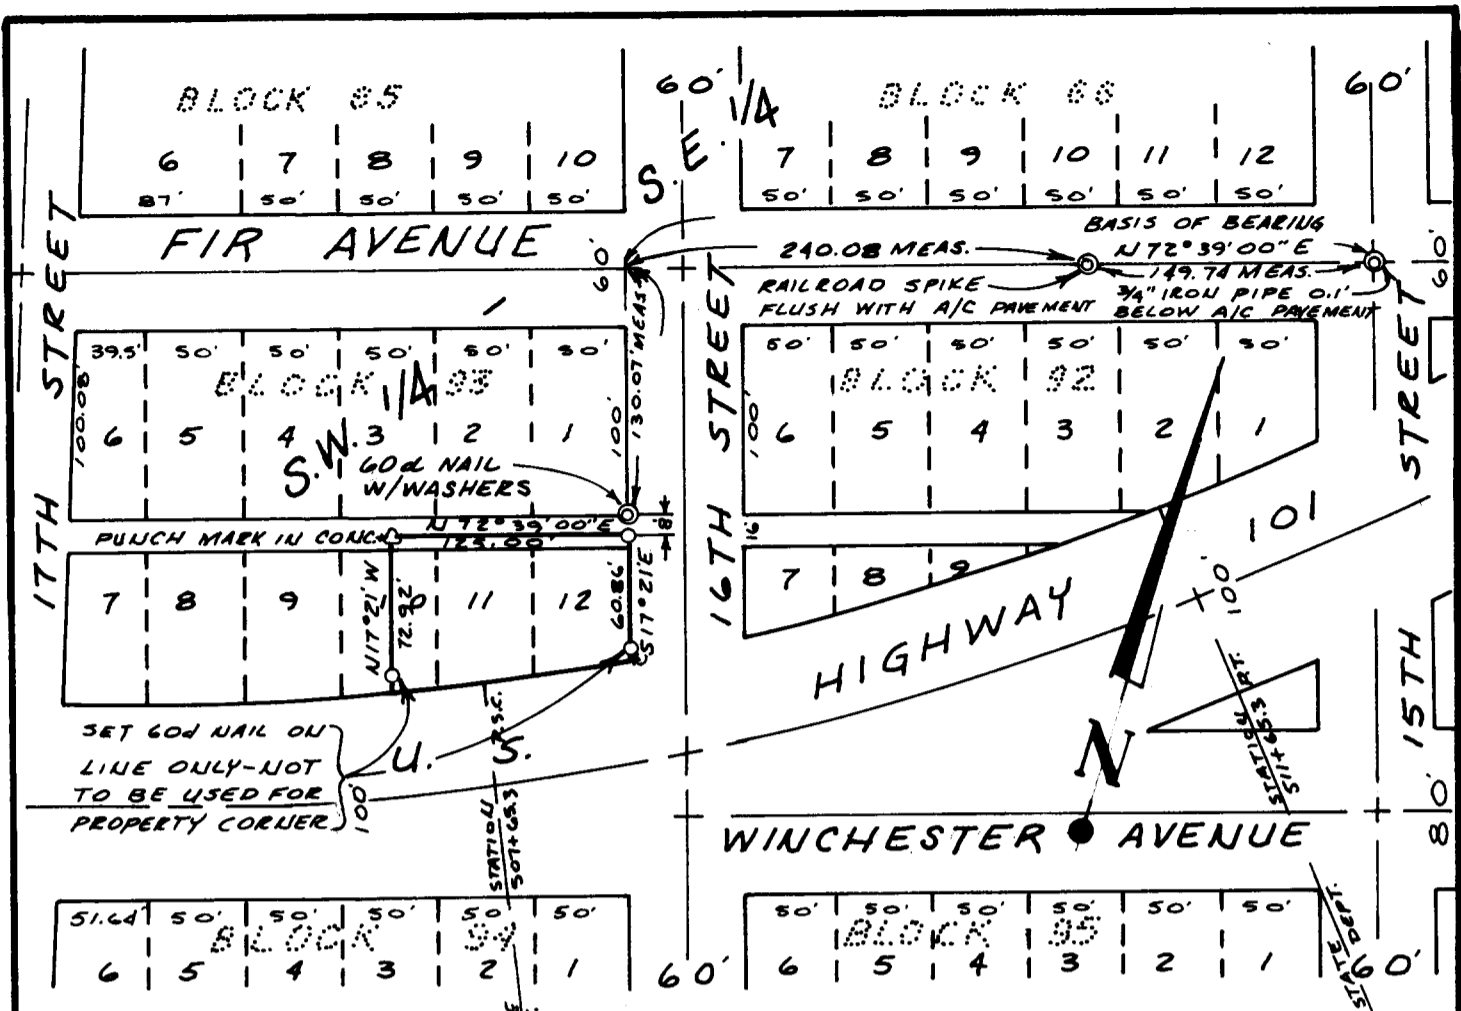 60'
60'
BLOCK 85
BLOCK 86
S.E. 1/4
6 7 8 9 10
7 8 9 10 11 12
87' 50' 50' 50' 50'
50' 50' 50' 50' 50' 50'
17TH STREET
FIR AVENUE
60'
BASIS OF BEARING
N 72° 39' 00" E
240.08 MEAS.
149.74 MEAS.
RAILROAD SPIKE
FLUSH WITH A/C PAVEMENT
3/4" IRON PIPE 0.1'
BELOW A/C PAVEMENT
60'
16TH STREET
15TH STREET
39.5' 50' 50' 50' 50' 50'
50' 50' 50' 50' 50' 50'
BLOCK 93
BLOCK 92
S.W. 1/4
100.08'
100'
130.07' MEAS.
100'
6 5 4 3 2 1
6 5 4 3 2 1
60d NAIL
W/WASHERS
N 72° 39' 00" E
125.00'
8'
16'
PUNCH MARK IN CONC.
7 8 9 10 11 12
7 8 9
N17°21'W
72.92'
60.86'
S17°21'E
U. S. HIGHWAY 101
100'
SET 60d NAIL ON
LINE ONLY-NOT
TO BE USED FOR
PROPERTY CORNER
100'
R.S.C.
STATION
507+65.3
STATION
511+65.3 RT.
N
WINCHESTER AVENUE
80'
51.64' 50' 50' 50' 50' 50'
50' 50' 50' 50' 50' 50'
BLOCK 94
BLOCK 95
6 5 4 3 2 1
6 5 4 3 2 1
60'
60'
STATE DEPT.